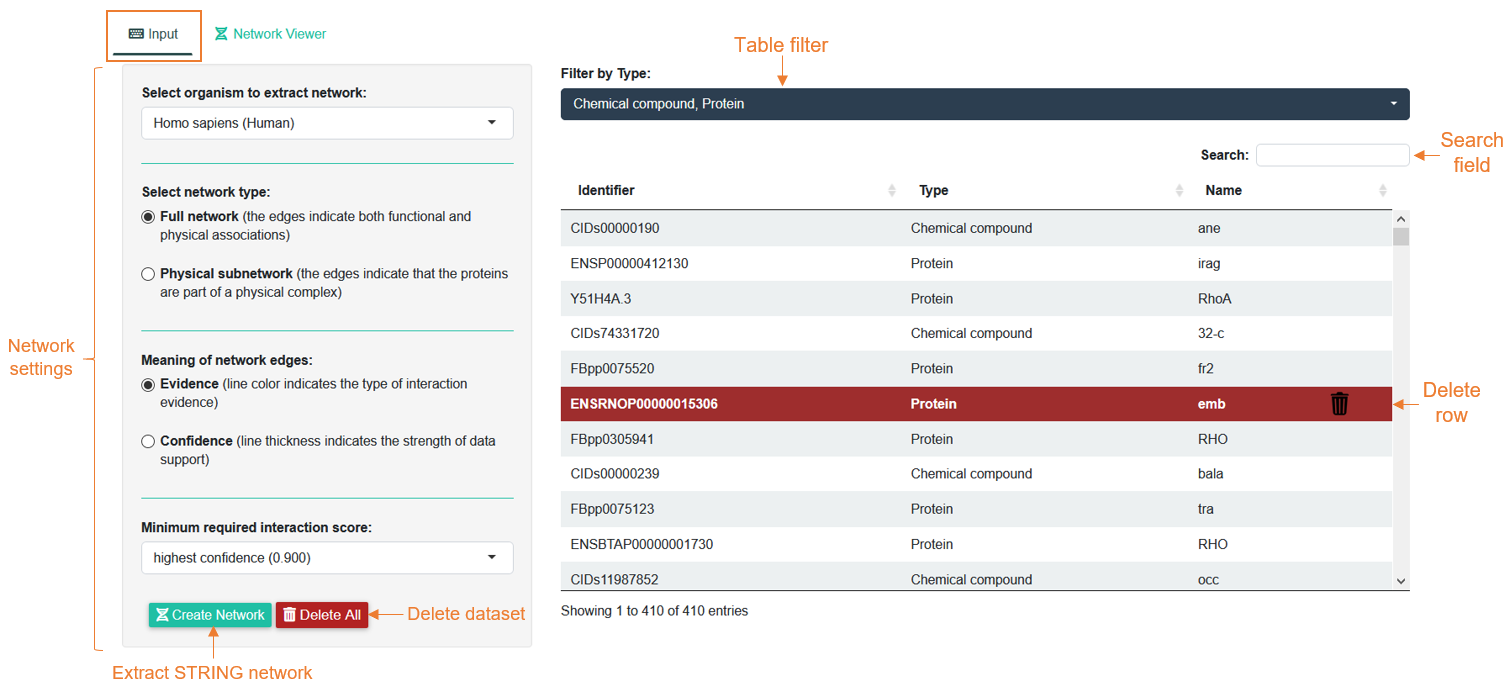 Input
Network Viewer
Table filter
Filter by Type:
Chemical compound, Protein
Select organism to extract network:
Homo sapiens (Human)
Select network type:
Full network (the edges indicate both functional and
physical associations)
Physical subnetwork (the edges indicate that the proteins
are part of a physical complex)
Meaning of network edges:
Evidence (line color indicates the type of interaction
evidence)
Confidence (line thickness indicates the strength of data
support)
Minimum required interaction score:
highest confidence (0.900)
Create Network
Delete All
Delete dataset
Extract STRING network
Network
settings
Search:
Search
field
Identifier Type Name
CIDs00000190 Chemical compound ane
ENSP00000412130 Protein irag
Y51H4A.3 Protein RhoA
CIDs74331720 Chemical compound 32-c
FBpp0075520 Protein fr2
ENSRNOP00000015306 Protein emb
Delete
row
FBpp0305941 Protein RHO
CIDs00000239 Chemical compound bala
FBpp0075123 Protein tra
ENSBTAP00000001730 Protein RHO
CIDs11987852 Chemical compound occ
Showing 1 to 410 of 410 entries